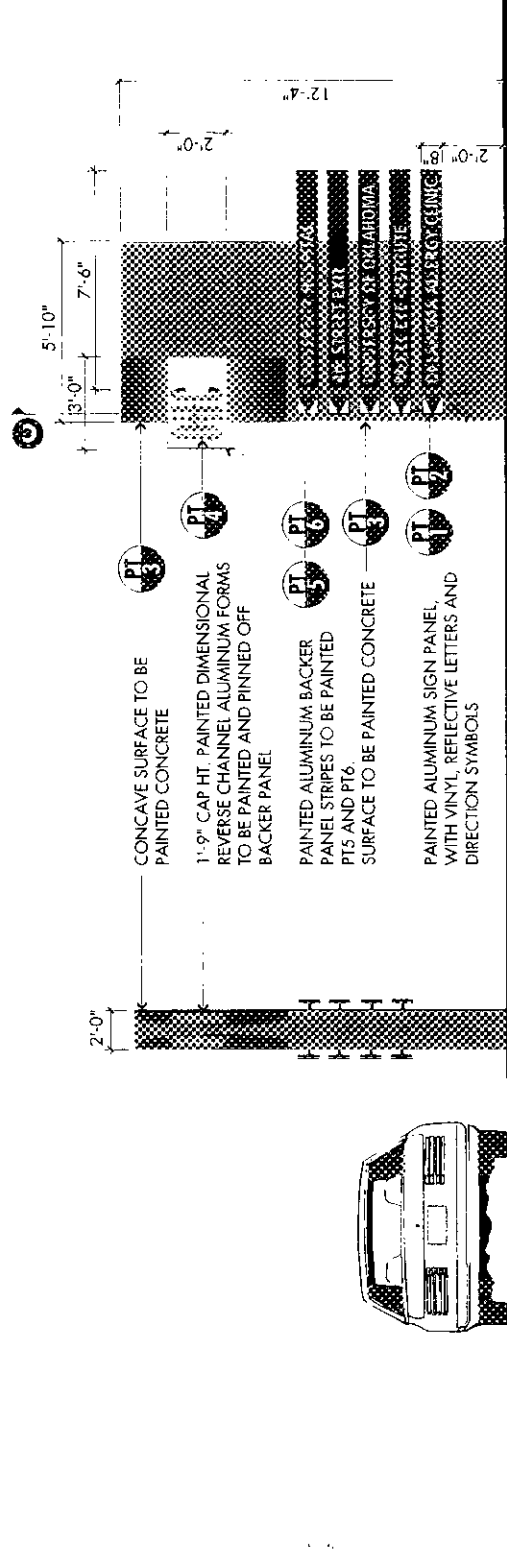 5'-10"
7'-6"
3'-0"
2'-0"
12'-4"
8"
2'-0"
2'-0"
CONCAVE SURFACE TO BE
PAINTED CONCRETE
PT
3
1'-9" CAP HT. PAINTED DIMENSIONAL
REVERSE CHANNEL ALUMINUM FORMS
TO BE PAINTED AND PINNED OFF
BACKER PANEL
PT
4
PAINTED ALUMINUM BACKER
PANEL STRIPES TO BE PAINTED
PT5 AND PT6.
PT
5
PT
6
SURFACE TO BE PAINTED CONCRETE
PT
3
PAINTED ALUMINUM SIGN PANEL,
WITH VINYL, REFLECTIVE LETTERS AND
DIRECTION SYMBOLS
PT
1
PT
2
UNIVERSITY HOSPITAL
UNIVERSITY OF OKLAHOMA